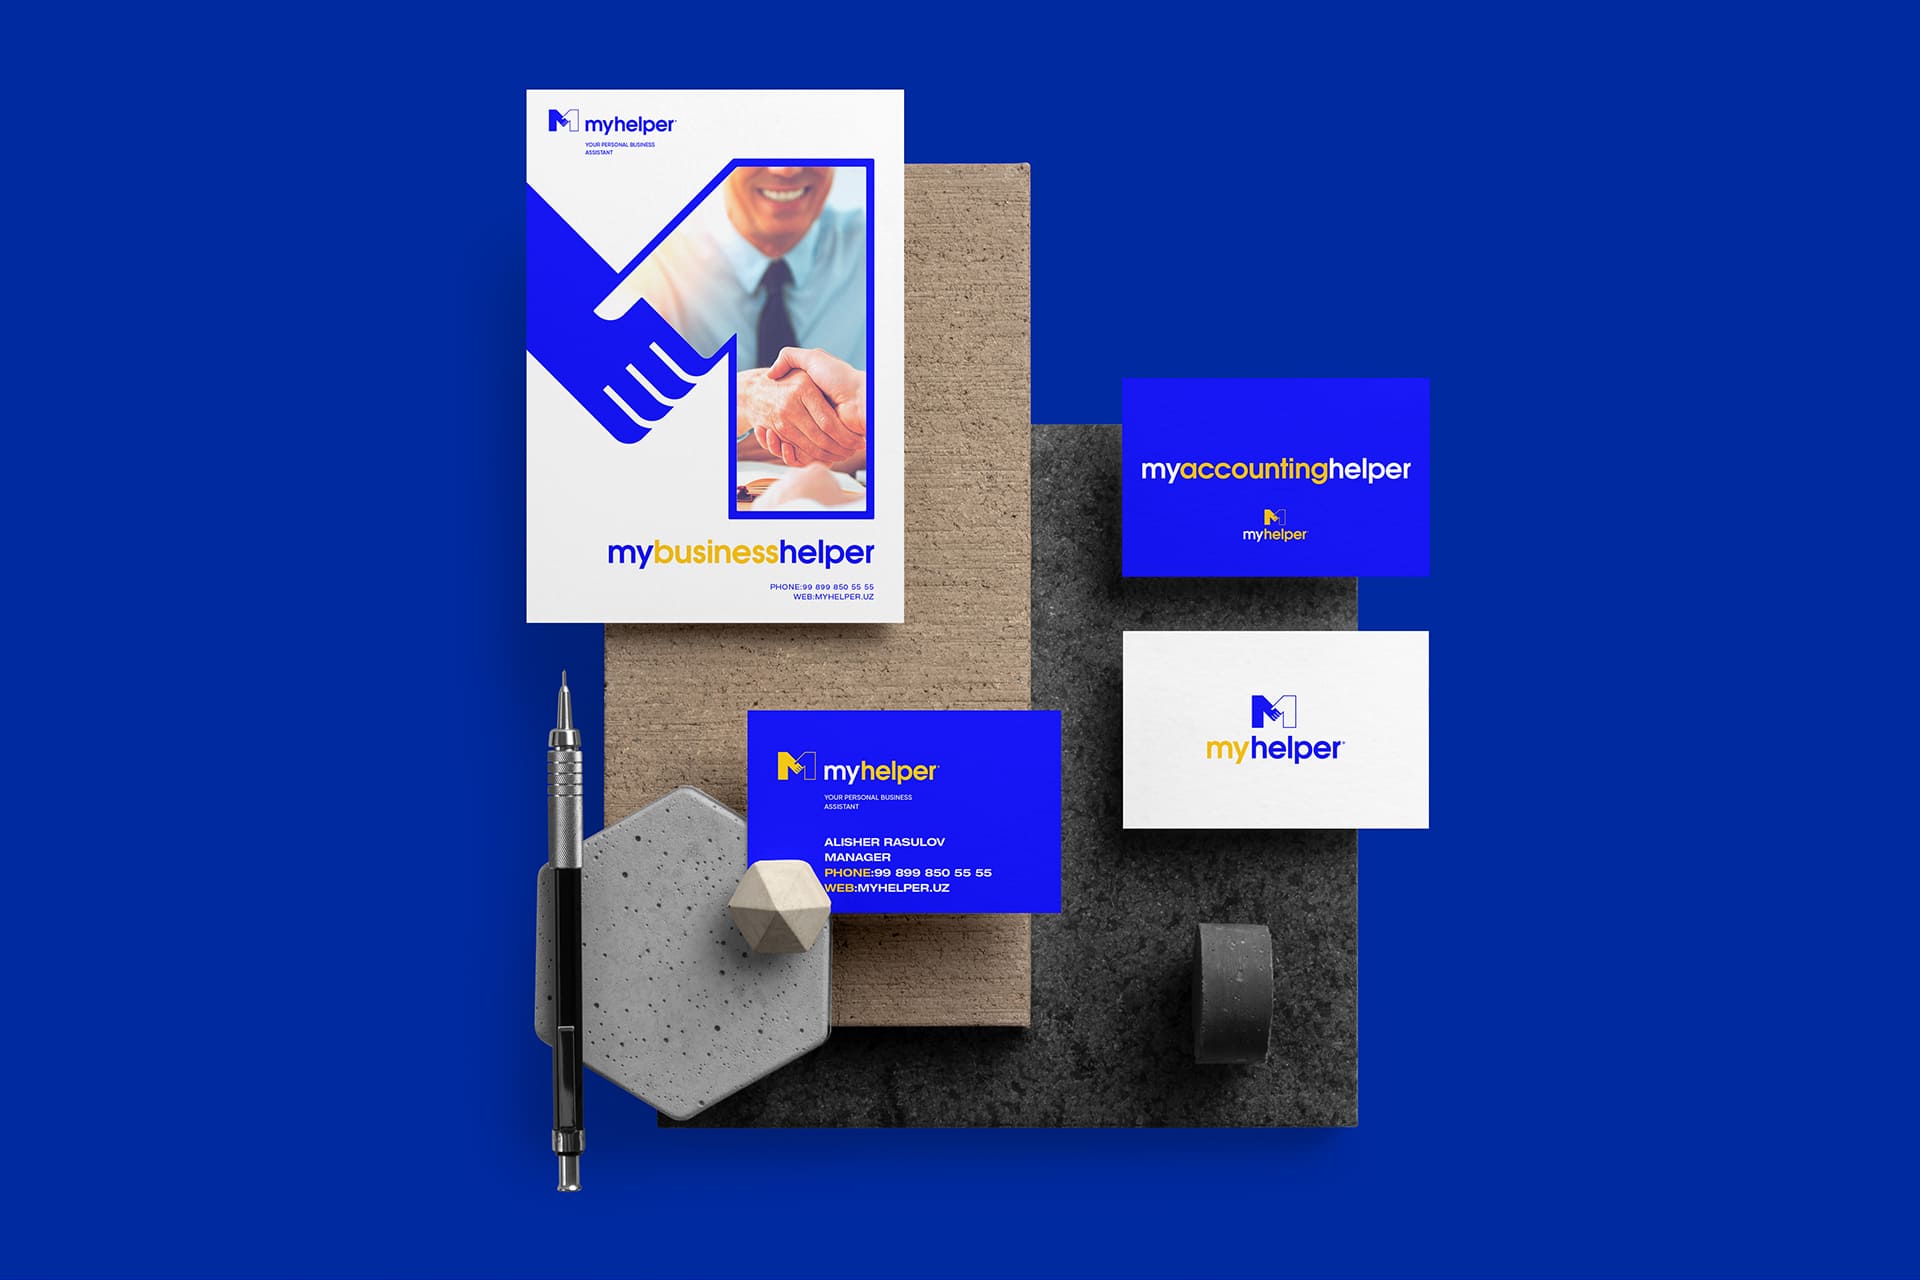 myhelper
YOUR PERSONAL BUSINESS
ASSISTANT
mybusinesshelper
PHONE:99 899 850 55 55
WEB:MYHELPER.UZ
myaccountinghelper
myhelper
myhelper
myhelper
YOUR PERSONAL BUSINESS
ASSISTANT
ALISHER RASULOV
MANAGER
PHONE:99 899 850 55 55
WEB:MYHELPER.UZ